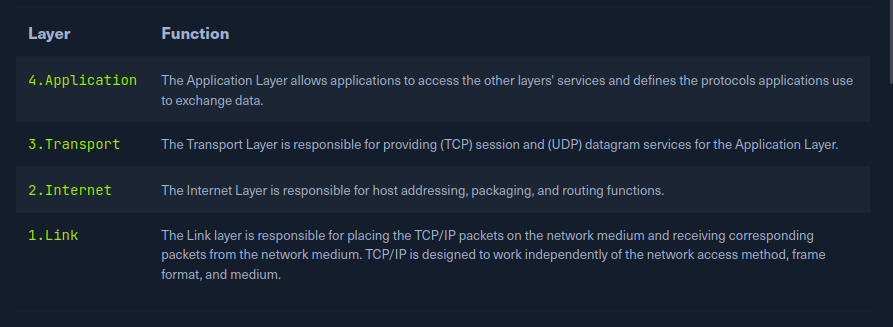 Layer Function
4.Application The Application Layer allows applications to access the other layers' services and defines the protocols applications use
to exchange data.
3.Transport The Transport Layer is responsible for providing (TCP) session and (UDP) datagram services for the Application Layer.
2.Internet The Internet Layer is responsible for host addressing, packaging, and routing functions.
1.Link The Link layer is responsible for placing the TCP/IP packets on the network medium and receiving corresponding
packets from the network medium. TCP/IP is designed to work independently of the network access method, frame
format, and medium.